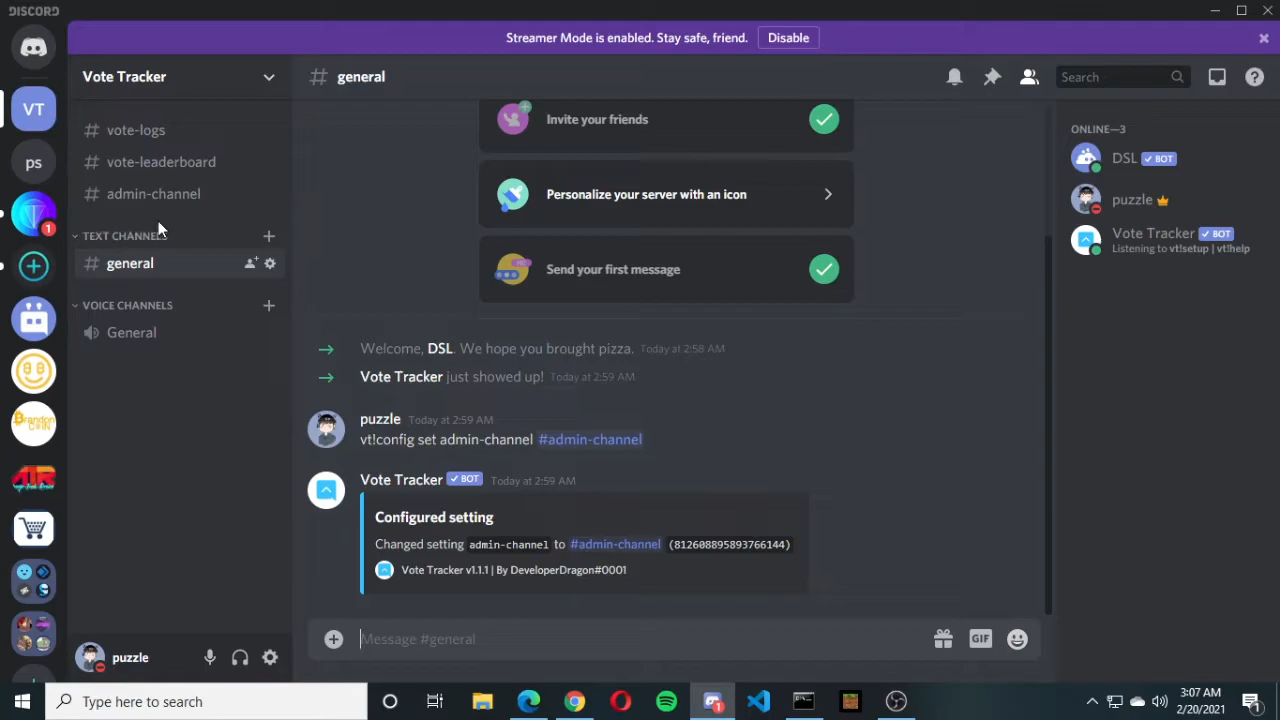 DISCORD
Streamer Mode is enabled. Stay safe, friend. Disable
VT
ps
1
Brandon
COIN
ATR
Vote Tracker
vote-logs
vote-leaderboard
admin-channel
TEXT CHANNELS
general
VOICE CHANNELS
General
puzzle
# general
Search
Invite your friends
Personalize your server with an icon
Send your first message
Welcome, DSL. We hope you brought pizza. Today at 2:58 AM
Vote Tracker just showed up! Today at 2:59 AM
puzzle Today at 2:59 AM
vt!config set admin-channel #admin-channel
Vote Tracker BOT Today at 2:59 AM
Configured setting
Changed setting admin-channel to #admin-channel (812608895893766144)
Vote Tracker v1.1.1 | By DeveloperDragon#0001
Message #general
GIF
ONLINE—3
DSL BOT
puzzle
Vote Tracker BOT
Listening to vt!setup | vt!help
Type here to search
1
3:07 AM
2/20/2021
1